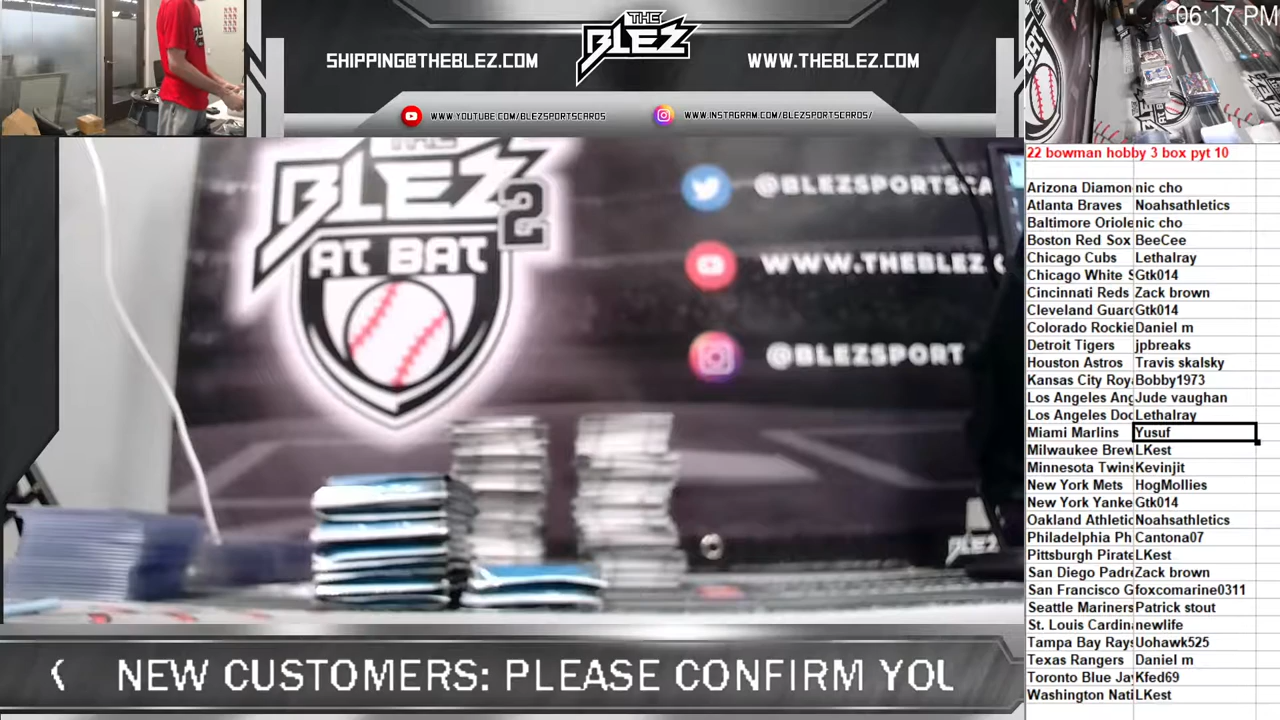 06:17 PM
THE
BLEZ
SHIPPING@THEBLEZ.COM
WWW.THEBLEZ.COM
WWW.YOUTUBE.COM/BLEZSPORTSCARDS
WWW.INSTAGRAM.COM/BLEZSPORTSCARDS/
THE
BLEZ
2
AT BAT
@BLEZSPORTSCA
WWW.THEBLEZ.C
@BLEZSPORT
BLEZ
22 bowman hobby 3 box pyt 10
Arizona Diamon nic cho
Atlanta Braves Noahsathletics
Baltimore Oriole nic cho
Boston Red Sox BeeCee
Chicago Cubs Lethalray
Chicago White S Gtk014
Cincinnati Reds Zack brown
Cleveland Guard Gtk014
Colorado Rockie Daniel m
Detroit Tigers jpbreaks
Houston Astros Travis skalsky
Kansas City Roy Bobby1973
Los Angeles Ang Jude vaughan
Los Angeles Doc Lethalray
Miami Marlins Yusuf
Milwaukee Brew LKest
Minnesota Twins Kevinjit
New York Mets HogMollies
New York Yanke Gtk014
Oakland Athletic Noahsathletics
Philadelphia Ph Cantona07
Pittsburgh Pirate LKest
San Diego Padr Zack brown
San Francisco G foxcomarine0311
Seattle Mariners Patrick stout
St. Louis Cardin newlife
Tampa Bay Rays Uohawk525
Texas Rangers Daniel m
Toronto Blue Ja Kfed69
Washington Nati LKest
NEW CUSTOMERS: PLEASE CONFIRM YOU